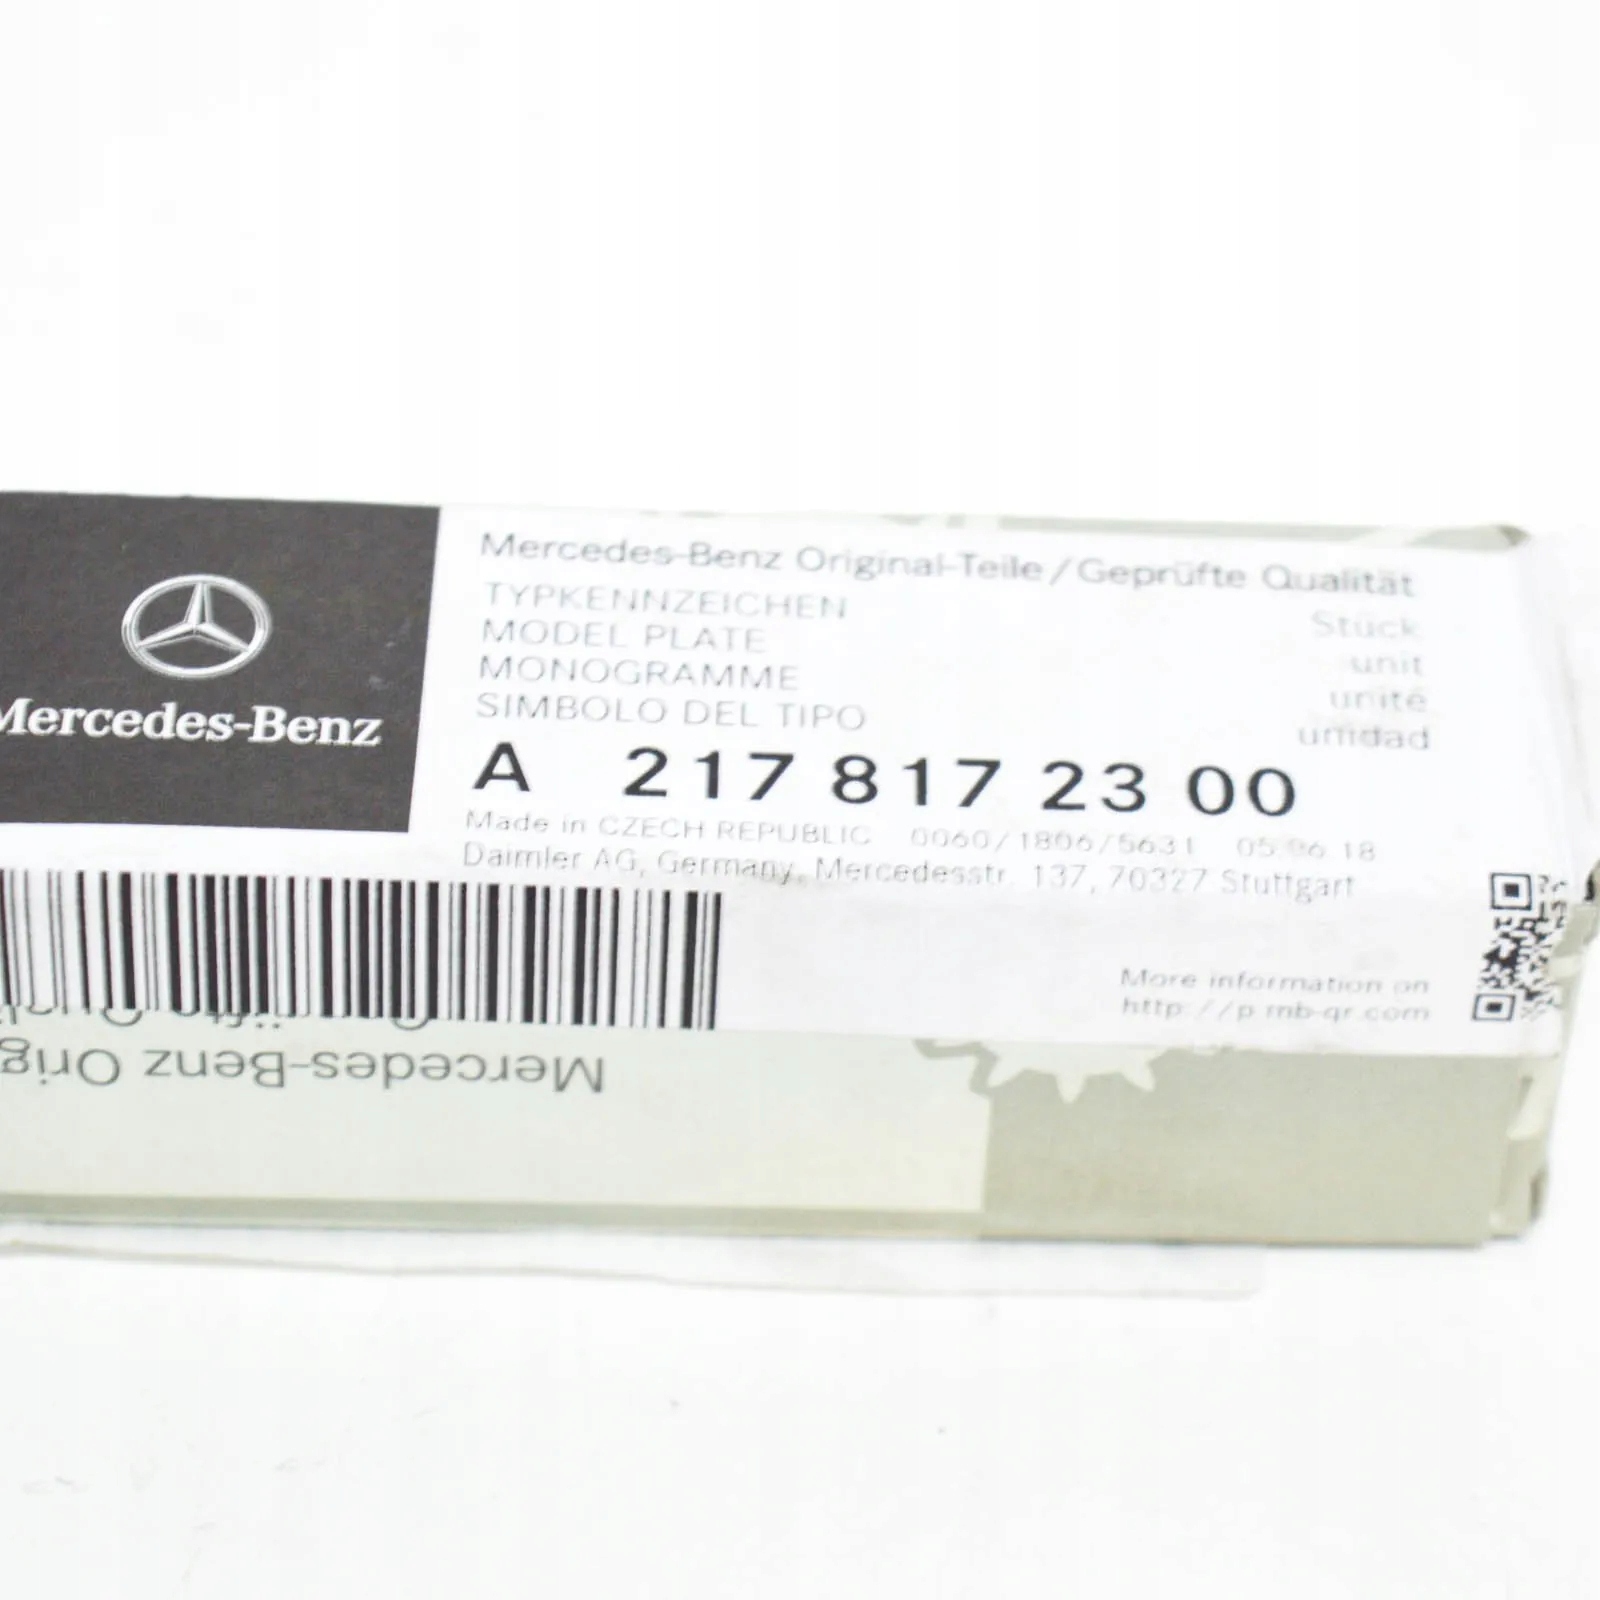 Mercedes-Benz
Mercedes-Benz Original-Teile/Geprüfte Qualität
TYPKENNZEICHEN Stück
MODEL PLATE unit
MONOGRAMME unité
SIMBOLO DEL TIPO unidad
A 217 817 23 00
Made in CZECH REPUBLIC 0060/1806/5631 05.06.18
Daimler AG, Germany, Mercedesstr. 137, 70327 Stuttgart
More information on
http://p.mb-qr.com
Mercedes-Benz